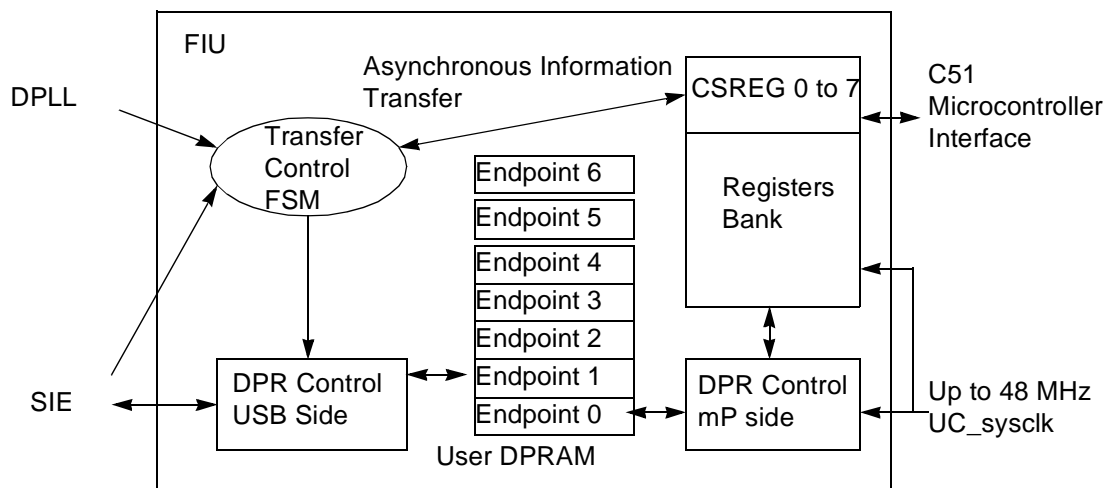 FIU
DPLL
Asynchronous Information
Transfer
CSREG 0 to 7
C51
Microcontroller
Interface
Transfer
Control
FSM
Registers
Bank
Endpoint 6
Endpoint 5
Endpoint 4
Endpoint 3
Endpoint 2
Endpoint 1
Endpoint 0
User DPRAM
SIE
DPR Control
USB Side
DPR Control
mP side
Up to 48 MHz
UC_sysclk